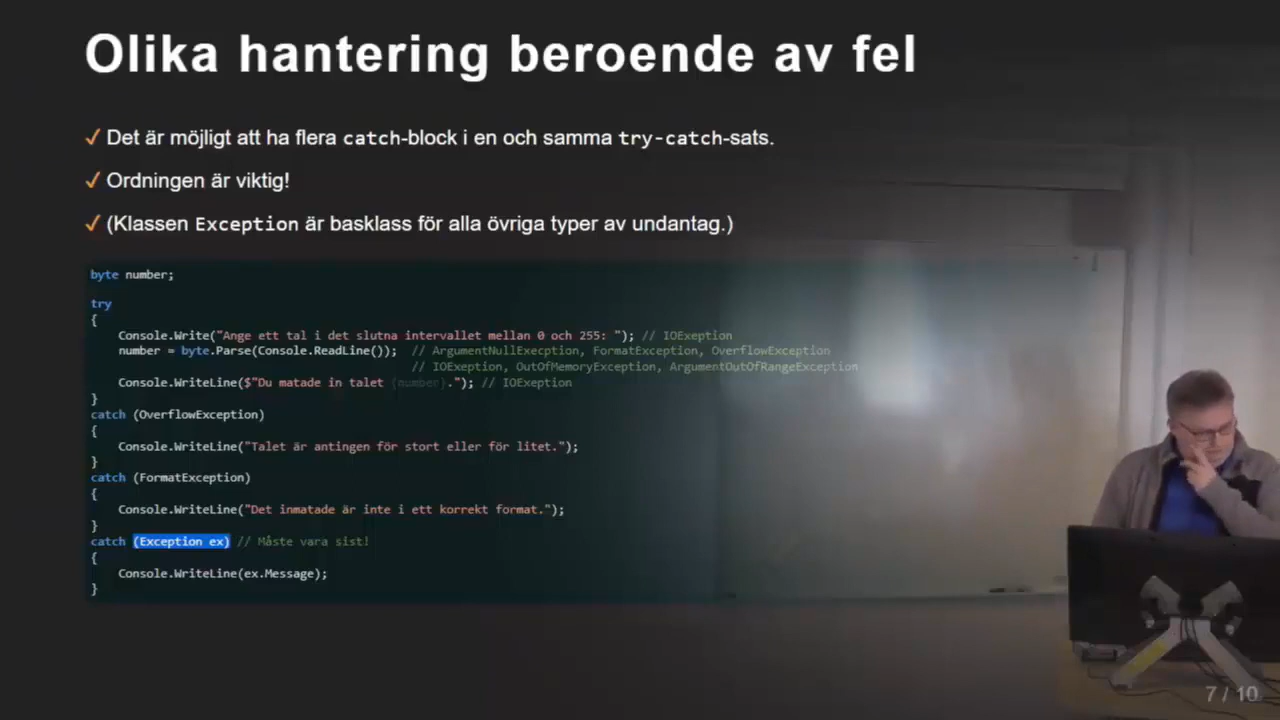 Olika hantering beroende av fel
✓ Det är möjligt att ha flera catch-block i en och samma try-catch-sats.
✓ Ordningen är viktig!
✓ (Klassen Exception är basklass för alla övriga typer av undantag.)
byte number;
try
{
Console.Write("Ange ett tal i det slutna intervallet mellan 0 och 255: "); // IOExeption
number = byte.Parse(Console.ReadLine()); // ArgumentNullExecption, FormatException, OverflowException
// IOException, OutOfMemoryException, ArgumentOutOfRangeException
Console.WriteLine($"Du matade in talet {number}."); // IOExeption
}
catch (OverflowException)
{
Console.WriteLine("Talet är antingen för stort eller för litet.");
}
catch (FormatException)
{
Console.WriteLine("Det inmatade är inte i ett korrekt format.");
}
catch (Exception ex) // Måste vara sist!
{
Console.WriteLine(ex.Message);
}
7 / 10